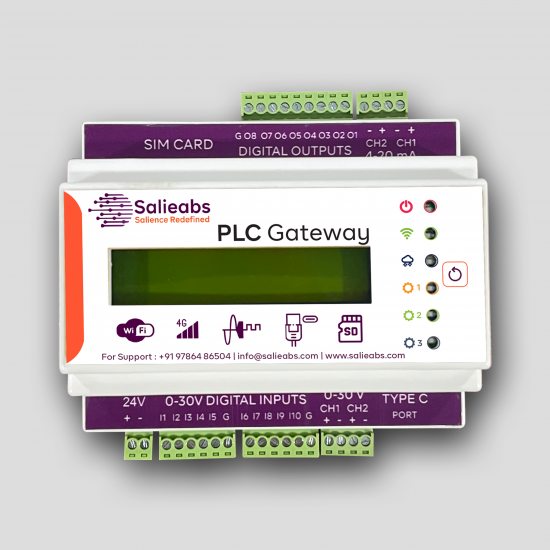 G O8 O7 O6 O5 O4 O3 O2 O1
- + - +
SIM CARD
DIGITAL OUTPUTS
CH2 CH1
4-20 mA
Salieabs
Salience Redefined
PLC Gateway
1
2
3
WiFi
4G
SD
For Support : +91 97864 86504 | info@salieabs.com | www.salieabs.com
24V
+ -
0-30V DIGITAL INPUTS
I1 I2 I3 I4 I5 G I6 I7 I8 I9 I10 G
0-30 V
CH1 CH2
+ - + -
TYPE C
PORT